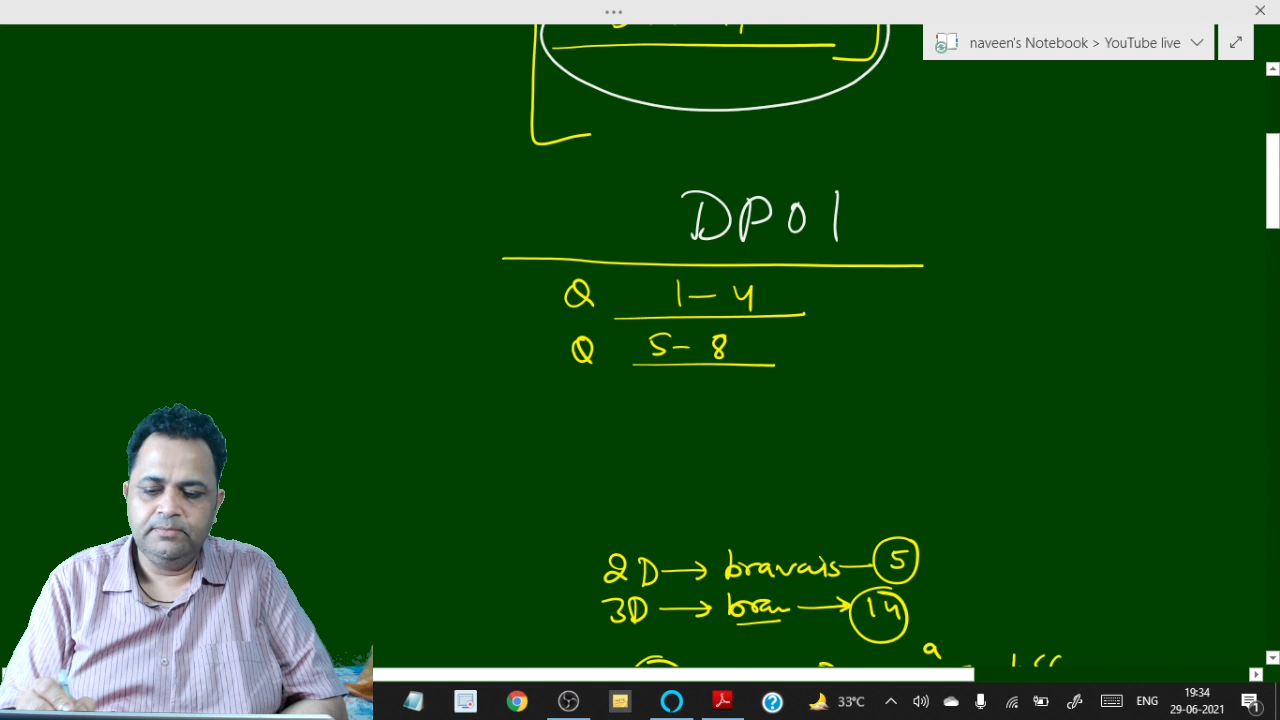 naveen's Notebook > YouTube live
DP01
Q 1-4
Q 5-8
2D → bravais - 5
3D → brav → 14
a
33°C ENG 19:34
29-06-2021